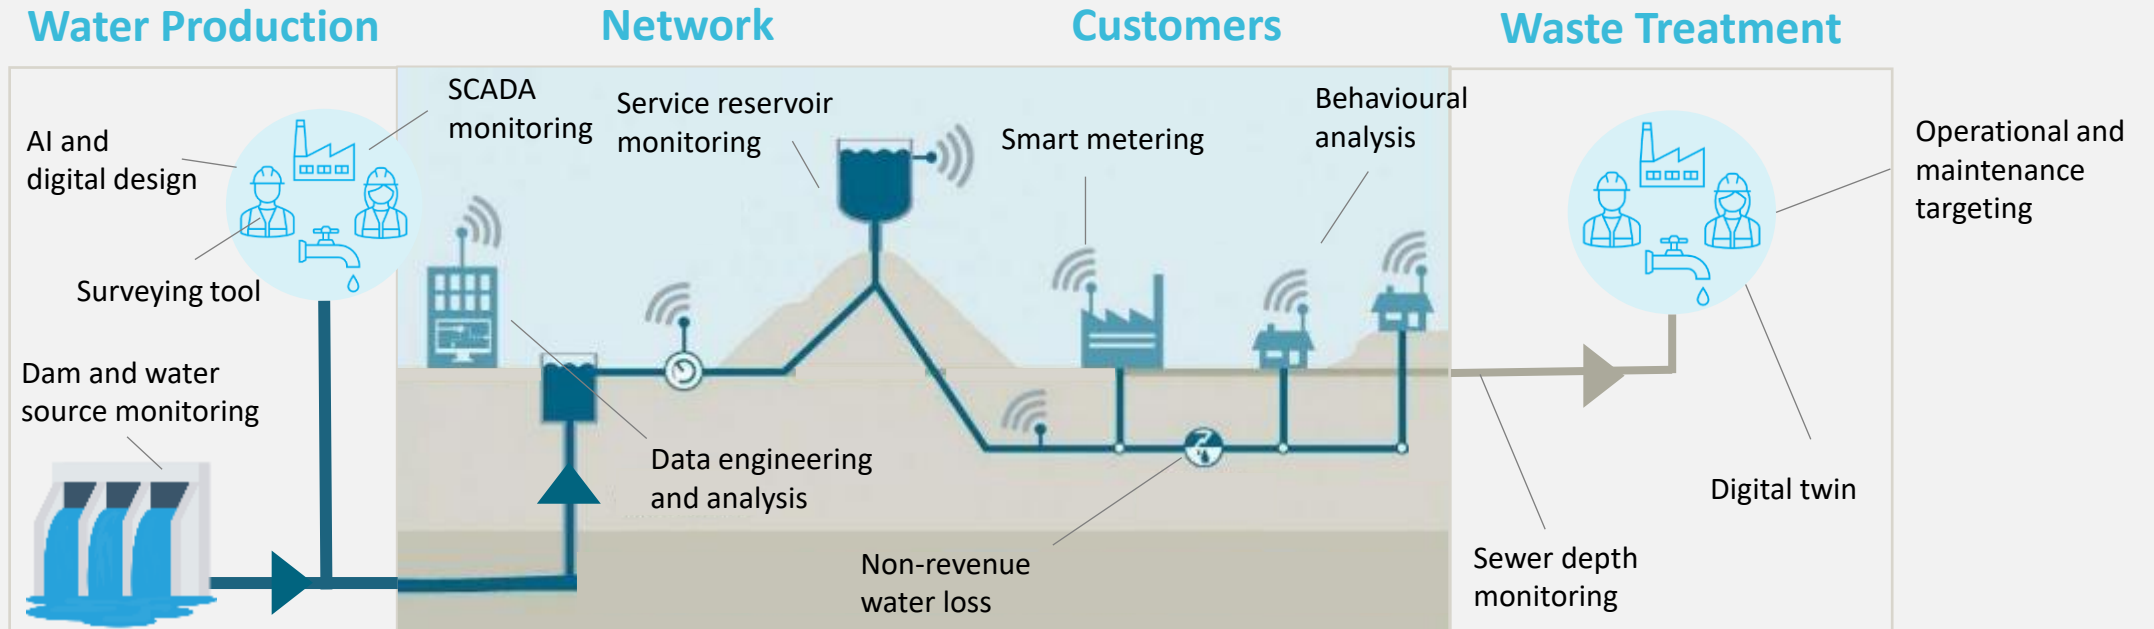 Water Production
Network
Customers
Waste Treatment
AI and
digital design
SCADA
monitoring
Surveying tool
Dam and water
source monitoring
Service reservoir
monitoring
Data engineering
and analysis
Smart metering
Behavioural
analysis
Non-revenue
water loss
Operational and
maintenance
targeting
Digital twin
Sewer depth
monitoring